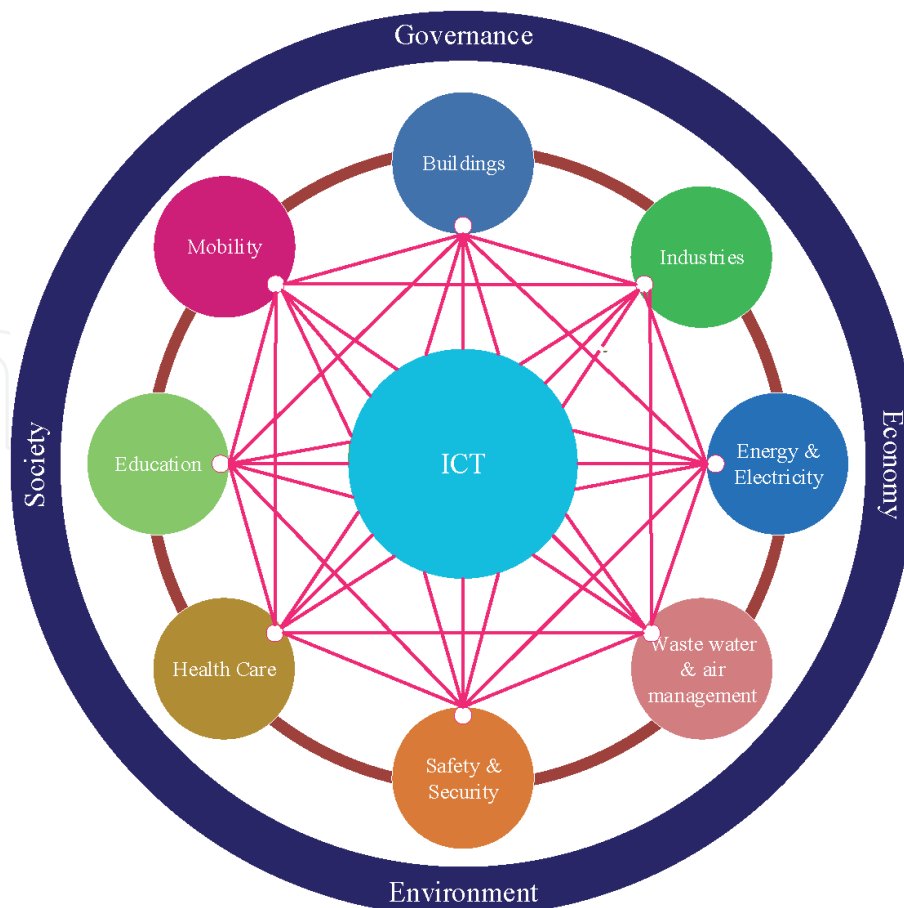 Governance
Buildings
Mobility
Industries
Society
Education
ICT
Energy &
Electricity
Economy
Health Care
Waste water
& air
management
Safety &
Security
Environment